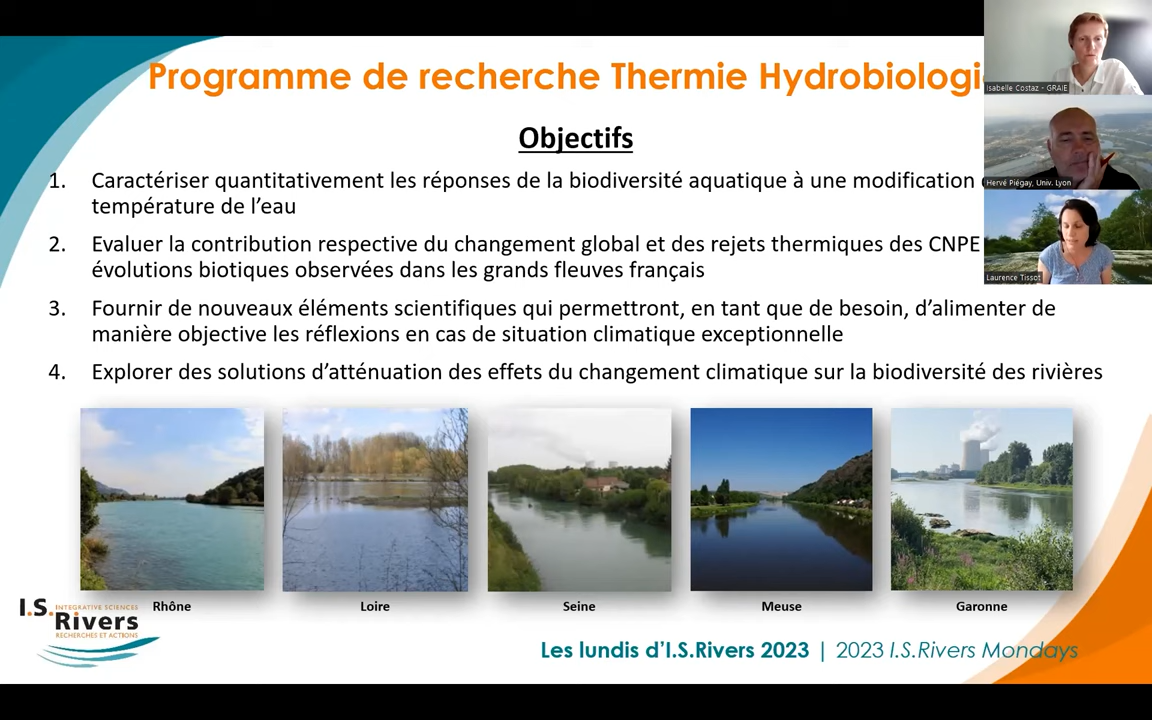 Programme de recherche Thermie Hydrobiologi
Objectifs
1. Caractériser quantitativement les réponses de la biodiversité aquatique à une modification
température de l'eau
2. Evaluer la contribution respective du changement global et des rejets thermiques des CNPE
évolutions biotiques observées dans les grands fleuves français
3. Fournir de nouveaux éléments scientifiques qui permettront, en tant que de besoin, d'alimenter de
manière objective les réflexions en cas de situation climatique exceptionnelle
4. Explorer des solutions d'atténuation des effets du changement climatique sur la biodiversité des rivières
Isabelle Costaz - GRAIE
Hervé Piégay, Univ. Lyon
Laurence Tissot
Rhône
Loire
Seine
Meuse
Garonne
I.S. INTEGRATIVE SCIENCES
Rivers
RECHERCHES ET ACTIONS
Les lundis d'I.S.Rivers 2023 | 2023 I.S.Rivers Mondays